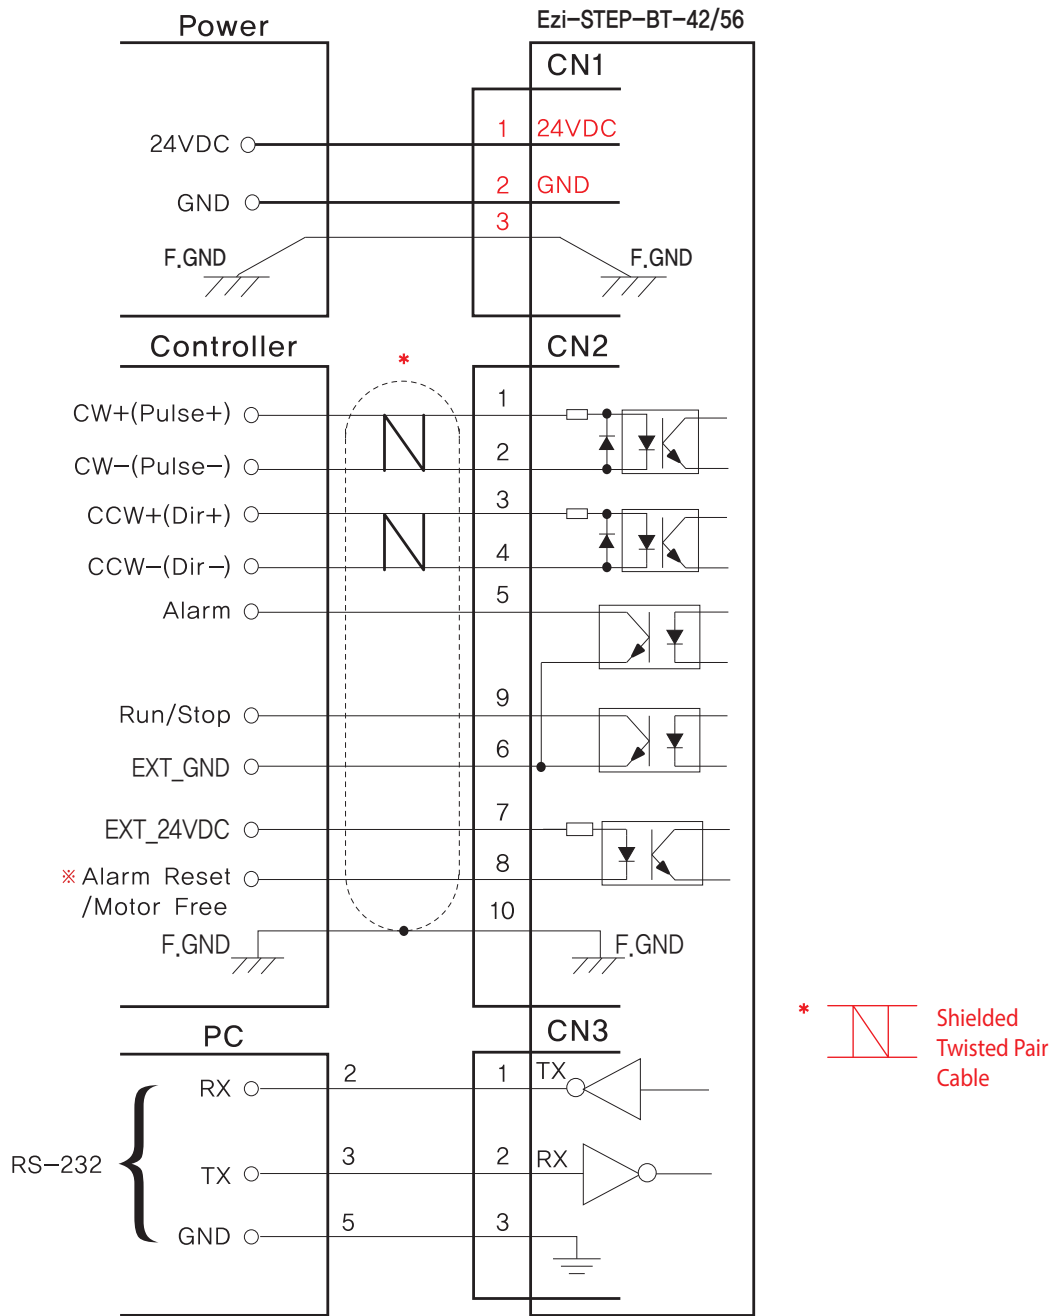 Power
Ezi-STEP-BT-42/56
CN1
24VDC
1
24VDC
GND
2
GND
3
F.GND
F.GND
Controller
*
CN2
CW+(Pulse+)
1
CW-(Pulse-)
2
CCW+(Dir+)
3
CCW-(Dir-)
4
Alarm
5
Run/Stop
9
EXT_GND
6
EXT_24VDC
7
※ Alarm Reset
/Motor Free
8
10
F.GND
F.GND
PC
CN3
RS-232
RX
2
1
TX
TX
3
2
RX
GND
5
3
* Shielded
Twisted Pair
Cable